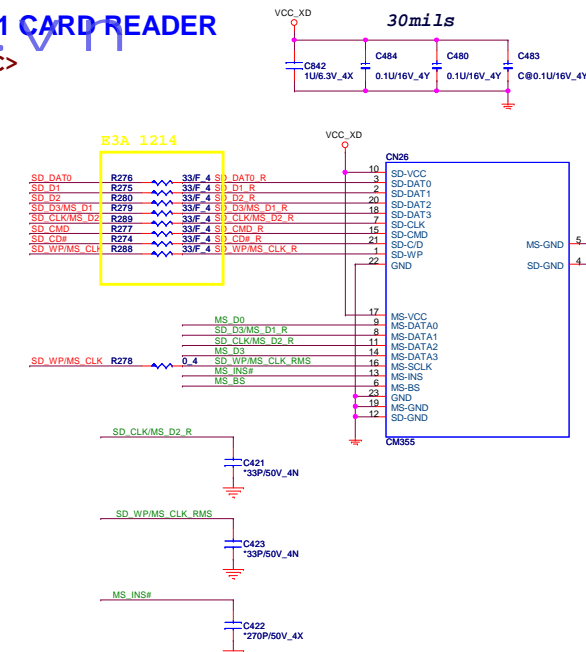 1 CARD READER
.vn
C>
VCC_XD
30mils
C842
1U/6.3V_4X
C484
0.1U/16V_4Y
C480
0.1U/16V_4Y
C483
C@0.1U/16V_4Y
E3A 1214
VCC_XD
CN26
SD_DAT0 R276 33/F_4 SD_DAT0_R
SD_D1 R275 33/F_4 SD_D1_R
SD_D2 R280 33/F_4 SD_D2_R
SD_D3/MS_D1 R279 33/F_4 SD_D3/MS_D1_R
SD_CLK/MS_D2 R289 33/F_4 SD_CLK/MS_D2_R
SD_CMD R277 33/F_4 SD_CMD_R
SD_CD# R274 33/F_4 SD_CD#_R
SD_WP/MS_CLK R288 33/F_4 SD_WP/MS_CLK_R
10 SD-VCC
3 SD-DAT0
2 SD-DAT1
20 SD-DAT2
18 SD-DAT3
7 SD-CLK
15 SD-CMD
21 SD-C/D
1 SD-WP
22 GND
MS-GND 5
SD-GND 4
MS_D0
SD_D3/MS_D1_R
SD_CLK/MS_D2_R
MS_D3
SD_WP/MS_CLK R278 0_4 SD_WP/MS_CLK_RMS
MS_INS#
MS_BS
17 MS-VCC
9 MS-DATA0
8 MS-DATA1
11 MS-DATA2
14 MS-DATA3
16 MS-SCLK
13 MS-INS
6 MS-BS
23 GND
19 MS-GND
12 SD-GND
CM355
SD_CLK/MS_D2_R
C421
*33P/50V_4N
SD_WP/MS_CLK_RMS
C423
*33P/50V_4N
MS_INS#
C422
*270P/50V_4X